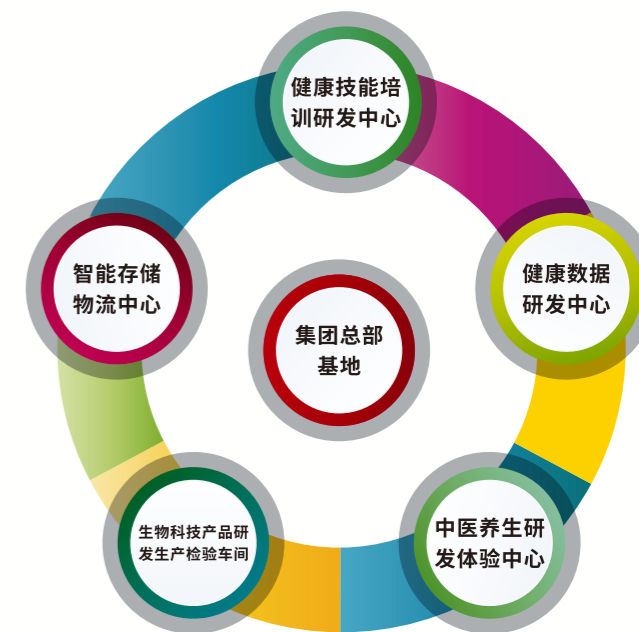 健康技能培
训研发中心
智能存储
物流中心
健康数据
研发中心
集团总部
基地
生物科技产品研
发生产检验车间
中医养生研
发体验中心